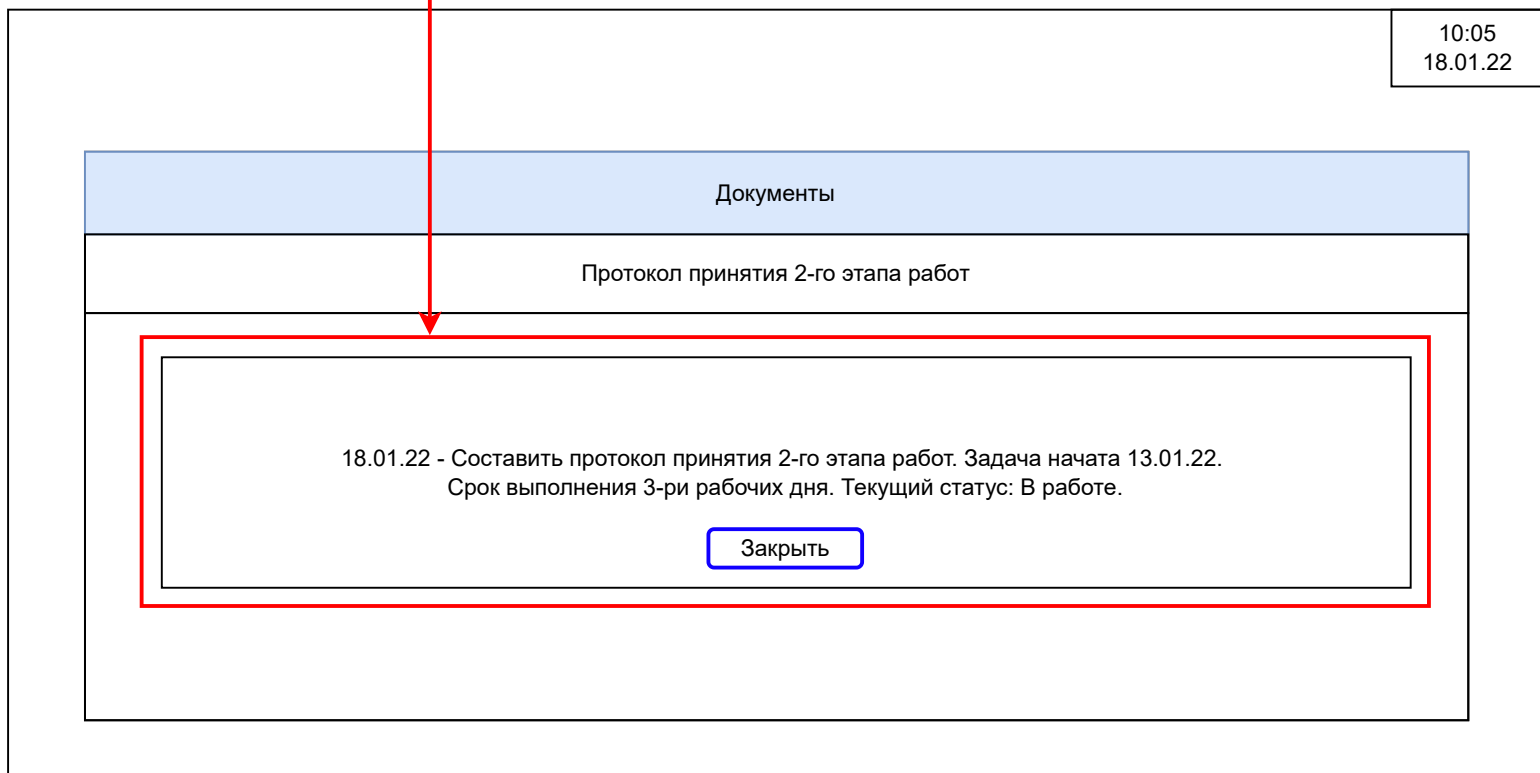 10:05
18.01.22
Документы
Протокол принятия 2-го этапа работ
18.01.22 - Составить протокол принятия 2-го этапа работ. Задача начата 13.01.22.
Срок выполнения 3-ри рабочих дня. Текущий статус: В работе.
Закрыть